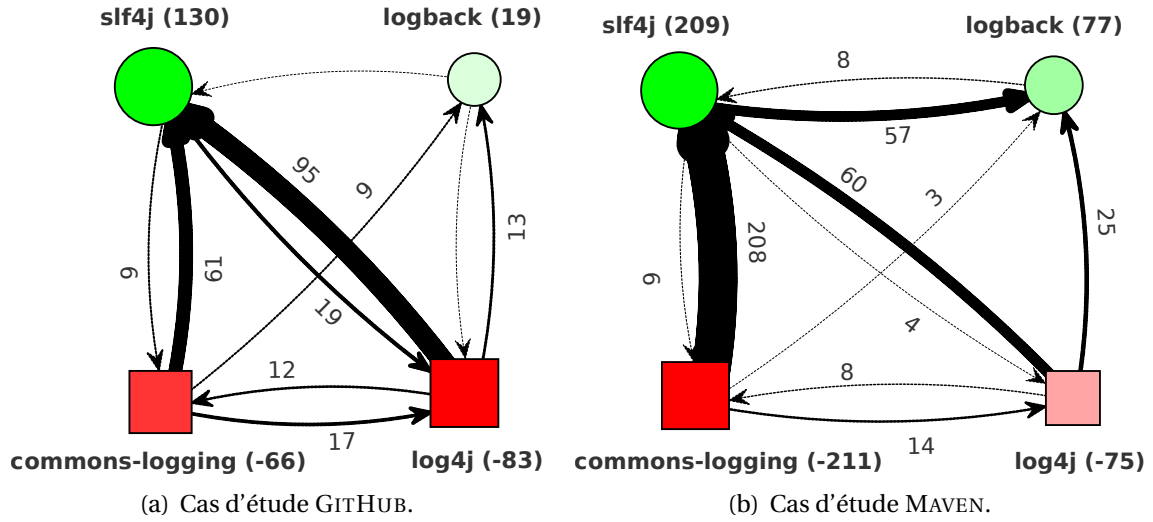 slf4j (130)
logback (19)
95
9
9
61
19
13
12
17
commons-logging (-66)
log4j (-83)
(a) Cas d'étude GITHUB.
slf4j (209)
logback (77)
8
57
60
3
6
208
25
4
8
14
commons-logging (-211)
log4j (-75)
(b) Cas d'étude MAVEN.